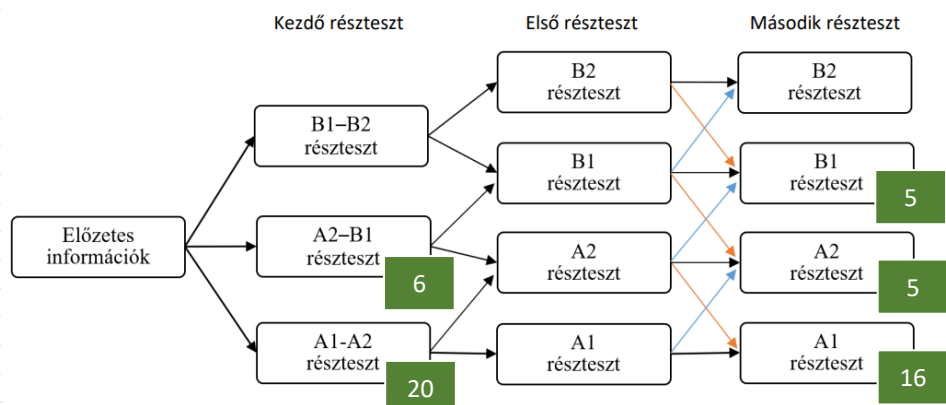 Kezdő részteszt
Első részteszt
Második részteszt
Előzetes
információk
B1–B2
részteszt
A2–B1
részteszt
6
A1-A2
részteszt
20
B2
részteszt
B1
részteszt
A2
részteszt
A1
részteszt
B2
részteszt
B1
részteszt
5
A2
részteszt
5
A1
részteszt
16